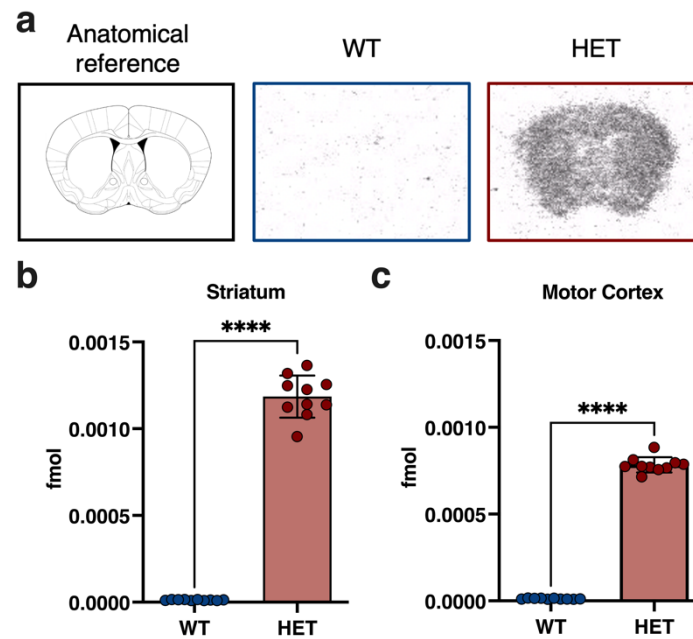 a
Anatomical
reference
WT
HET
b
Striatum
****
0.0015
0.0010
0.0005
0.0000
fmol
WT
HET
c
Motor Cortex
****
0.0015
0.0010
0.0005
0.0000
fmol
WT
HET